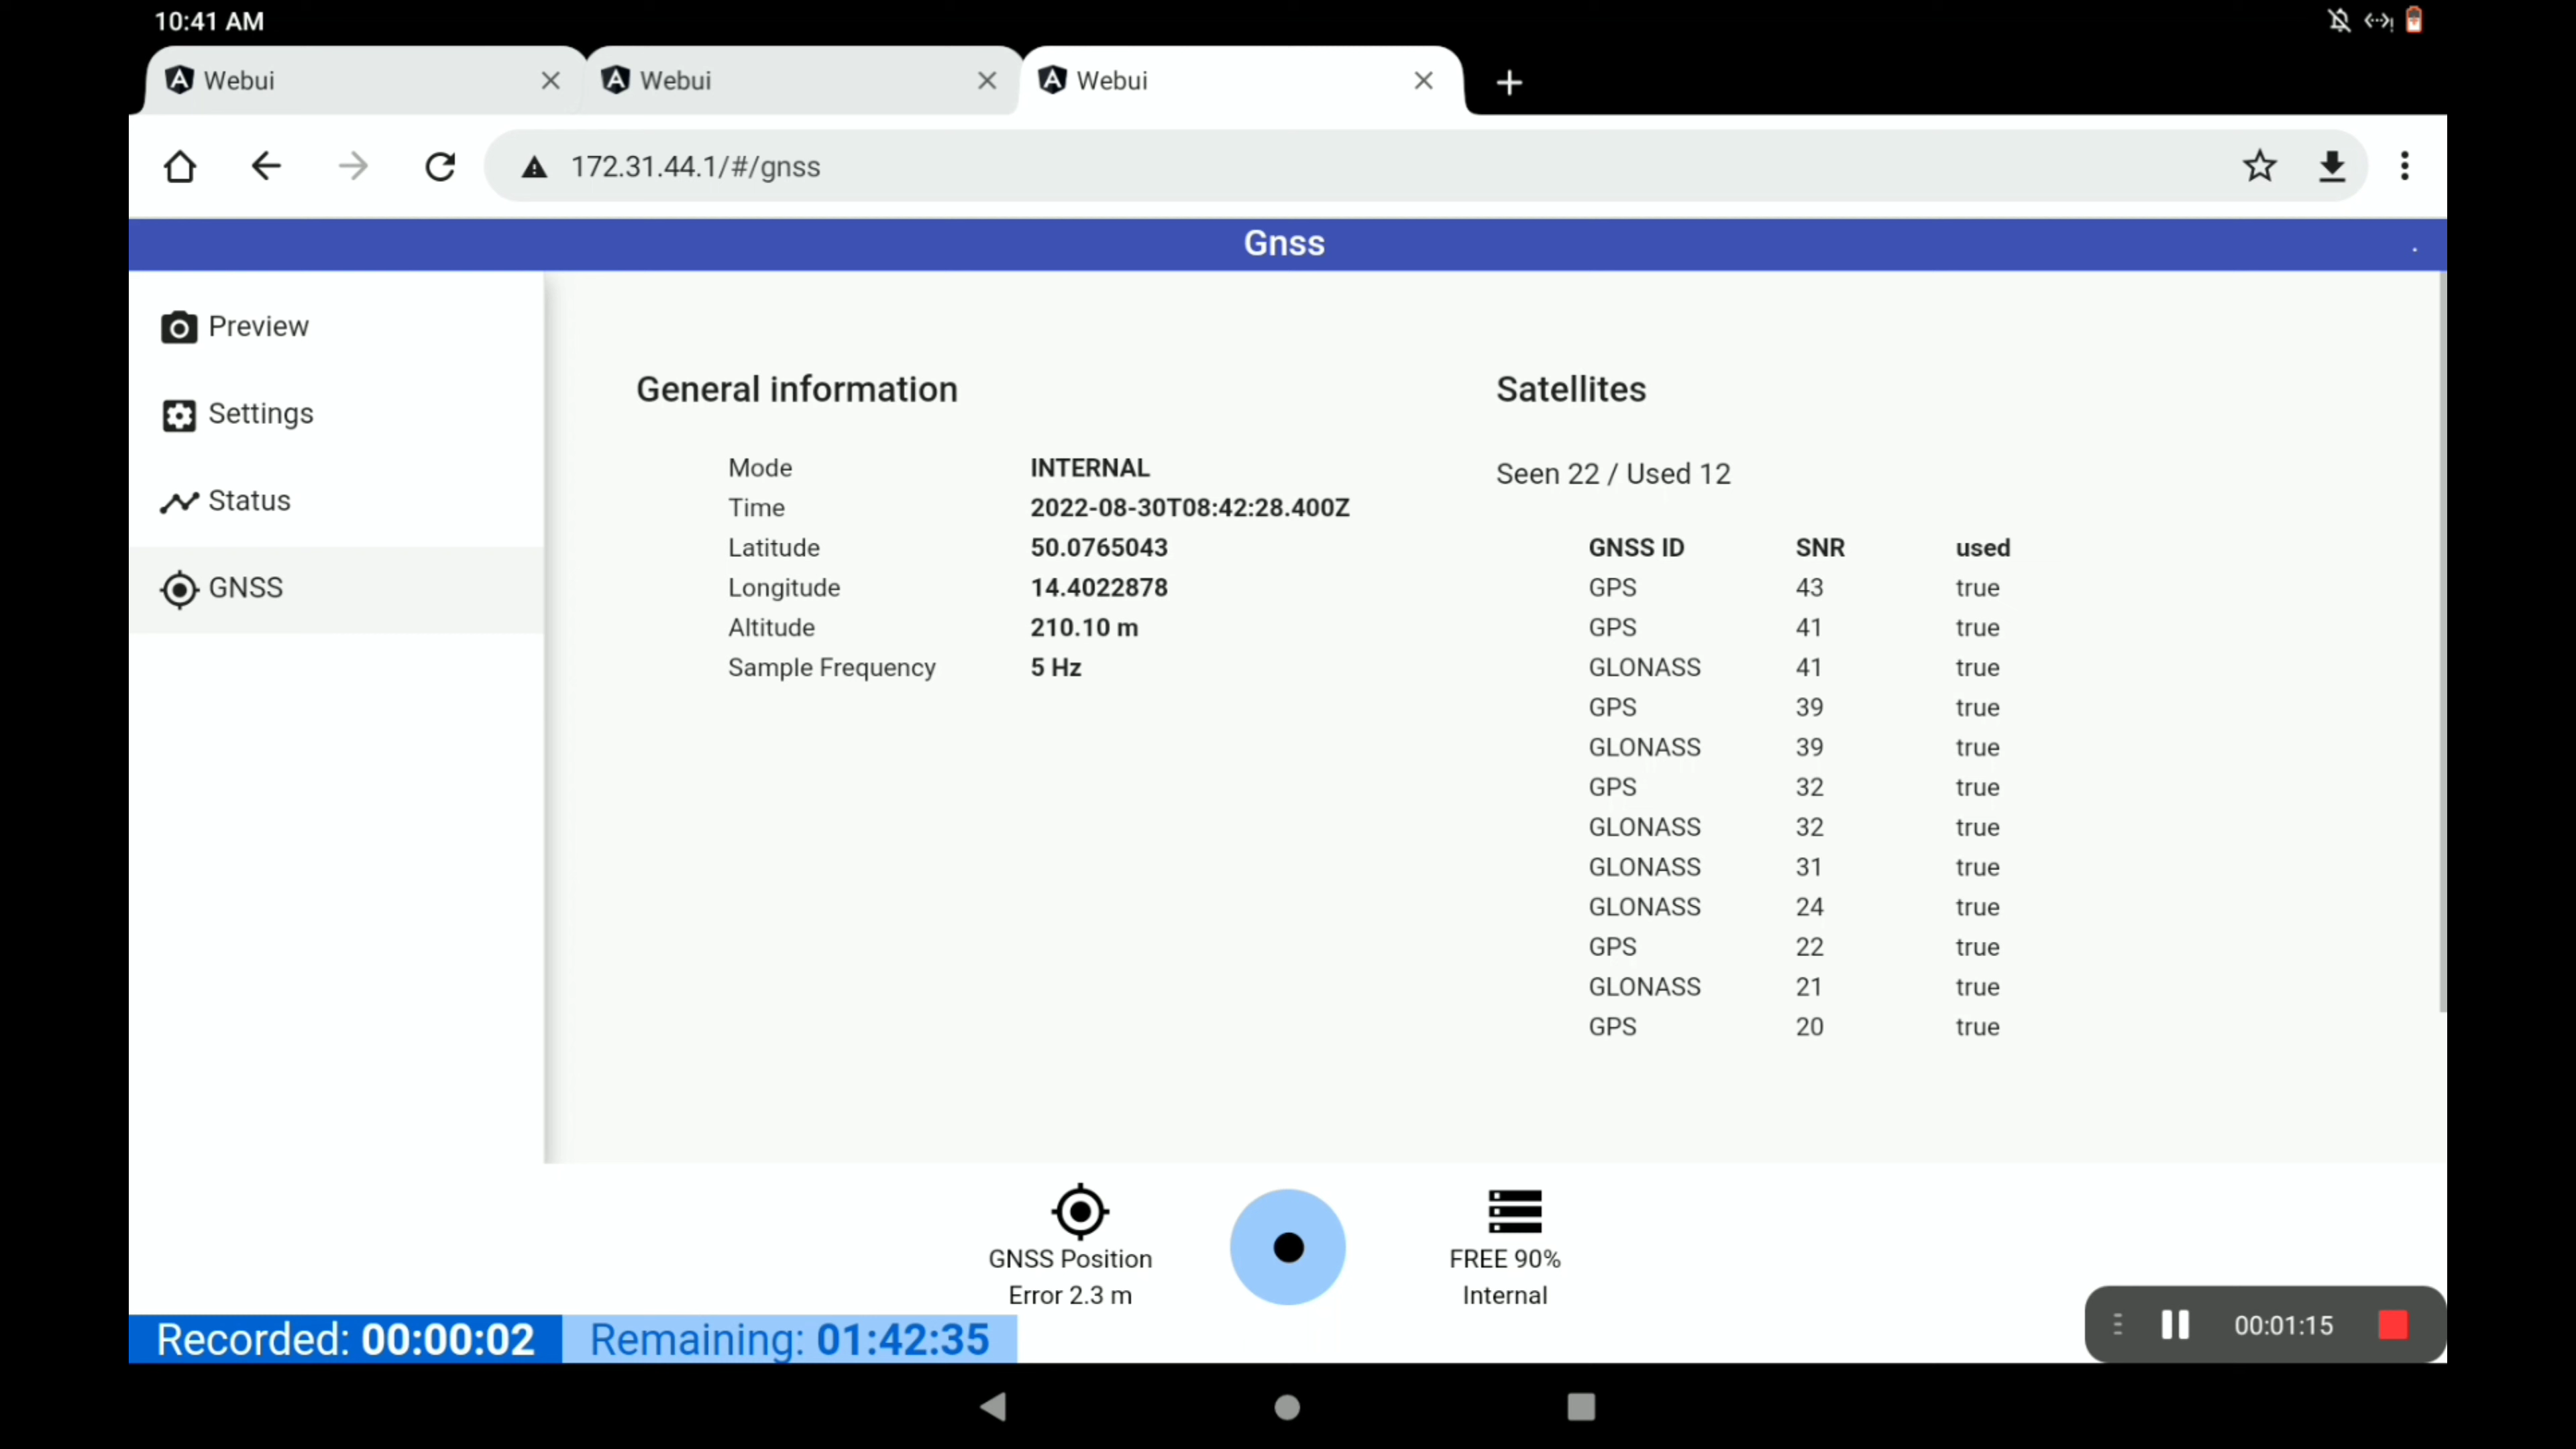 10:41 AM
Webui
Webui
Webui
172.31.44.1/#/gnss
Gnss
Preview
Settings
Status
GNSS
General information
Mode INTERNAL
Time 2022-08-30T08:42:28.400Z
Latitude 50.0765043
Longitude 14.4022878
Altitude 210.10 m
Sample Frequency 5 Hz
Satellites
Seen 22 / Used 12
GNSS ID SNR used
GPS 43 true
GPS 41 true
GLONASS 41 true
GPS 39 true
GLONASS 39 true
GPS 32 true
GLONASS 32 true
GLONASS 31 true
GLONASS 24 true
GPS 22 true
GLONASS 21 true
GPS 20 true
GNSS Position
Error 2.3 m
FREE 90%
Internal
Recorded: 00:00:02
Remaining: 01:42:35
00:01:15